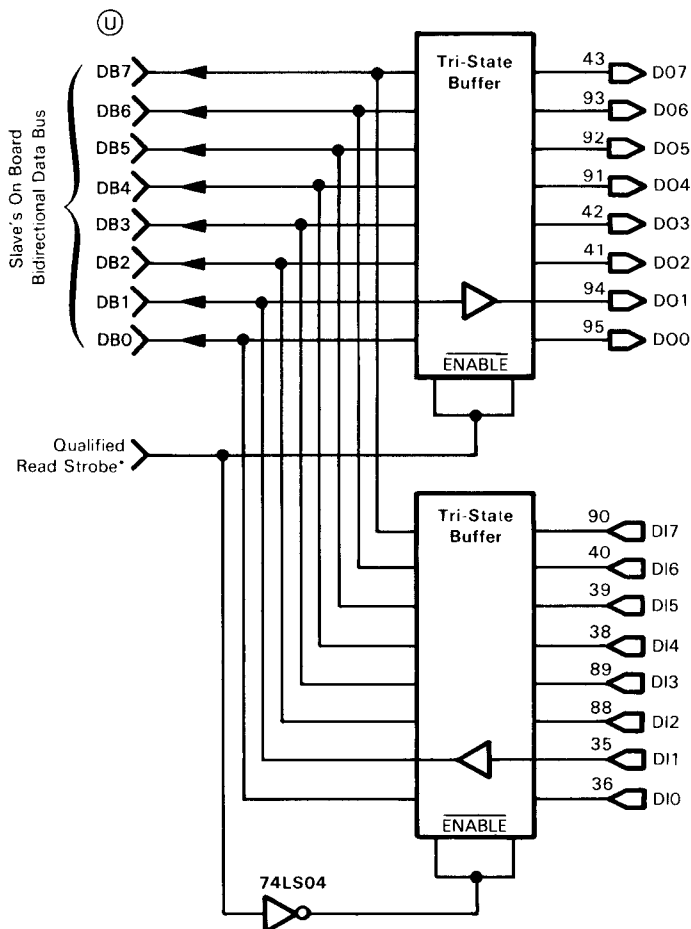 U
Slave's On Board
Bidirectional Data Bus
DB7
DB6
DB5
DB4
DB3
DB2
DB1
DB0
Qualified
Read Strobe*
Tri-State
Buffer
ENABLE
43 DO7
93 DO6
92 DO5
91 DO4
42 DO3
41 DO2
94 DO1
95 DO0
Tri-State
Buffer
ENABLE
90 DI7
40 DI6
39 DI5
38 DI4
89 DI3
88 DI2
35 DI1
36 DI0
74LS04